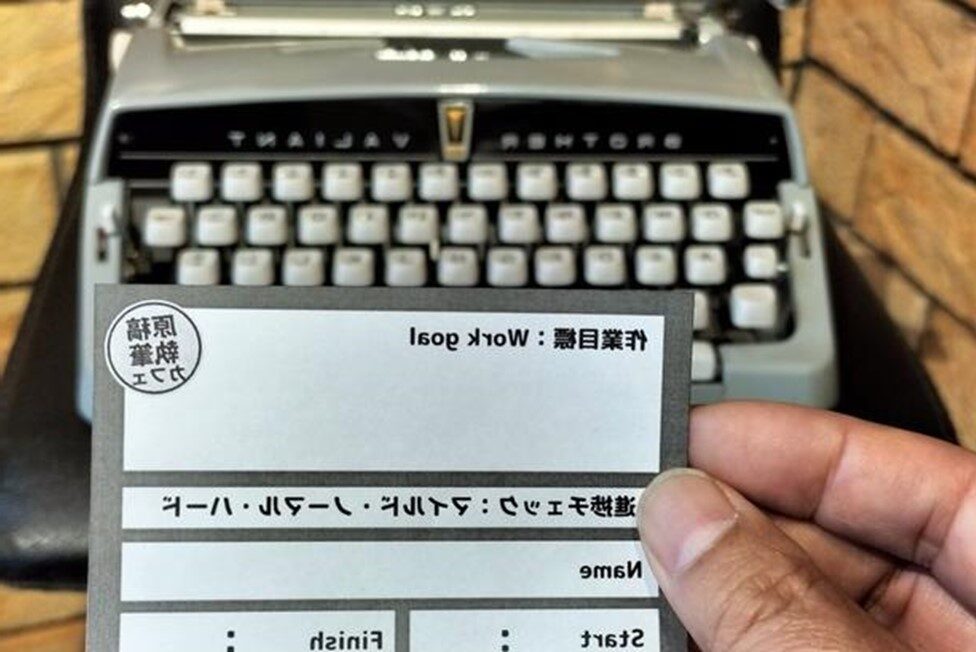 BROTHER VALIANT
作業目標：Work goal
原稿
執筆
カフェ
進捗チェック：マイルド・ノーマル・ハード
Name
Start :
Finish :